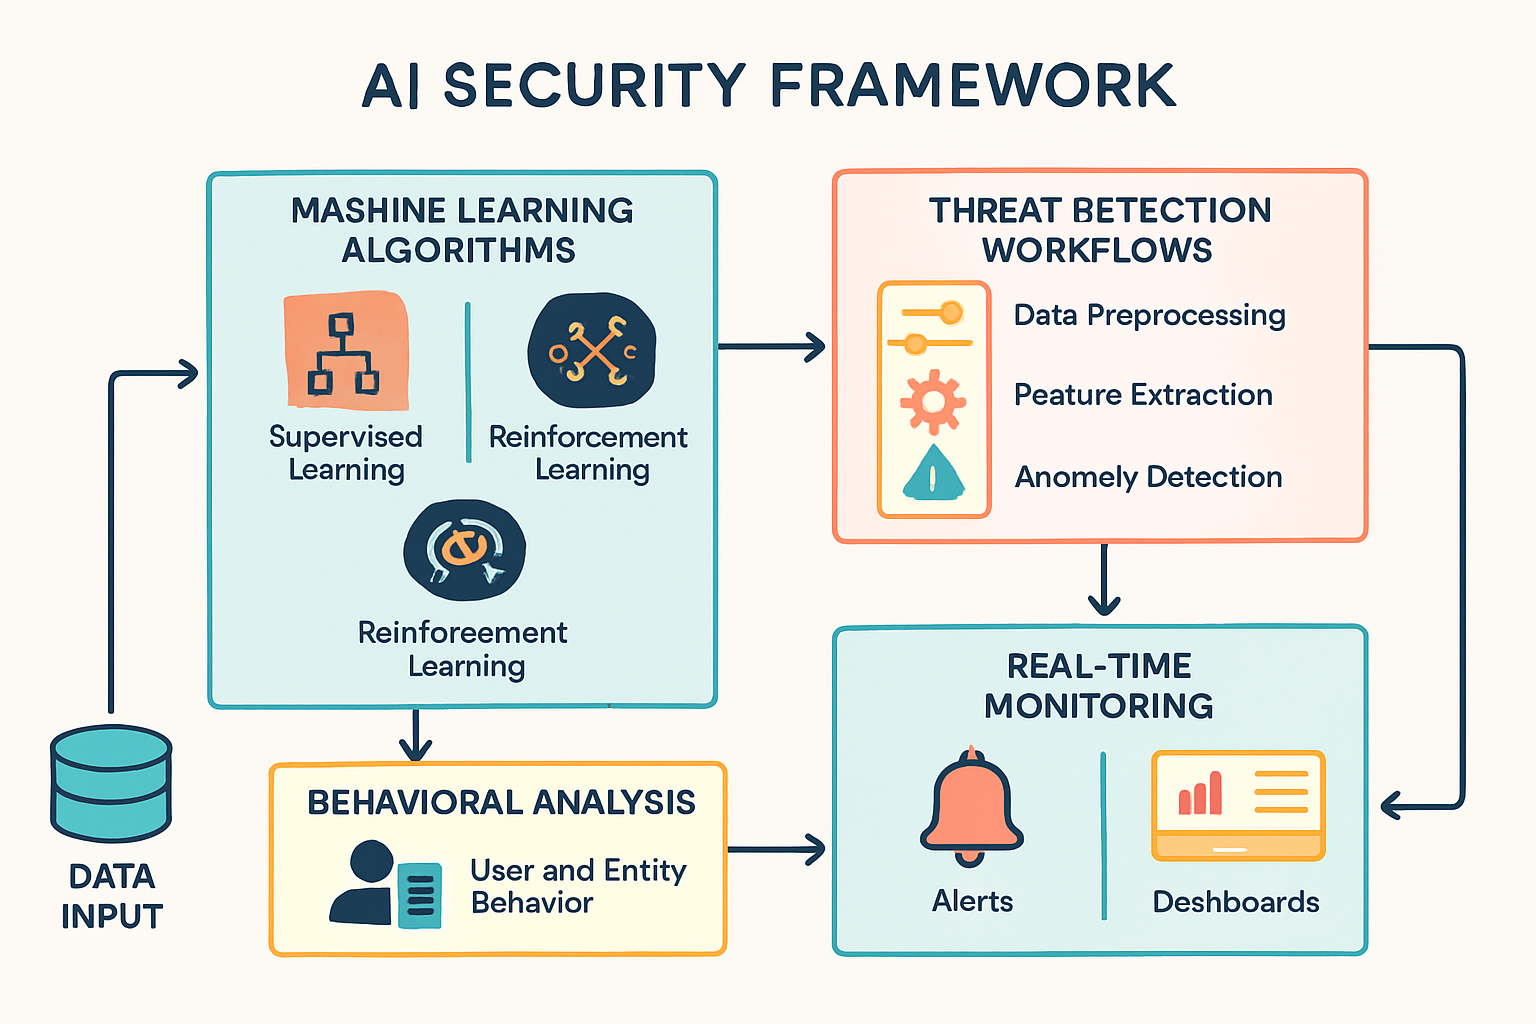 AI SECURITY FRAMEWORK
MASHINE LEARNING
ALGORITHMS
Supervised
Learning
Reinforcement
Learning
Reinforeement
Learning
THREAT BETECTION
WORKFLOWS
Data Preprocessing
Peature Extraction
Anomely Detection
DATA
INPUT
BEHAVIORAL ANALYSIS
User and Entity
Behavior
REAL-TIME
MONITORING
Alerts
Deshboards